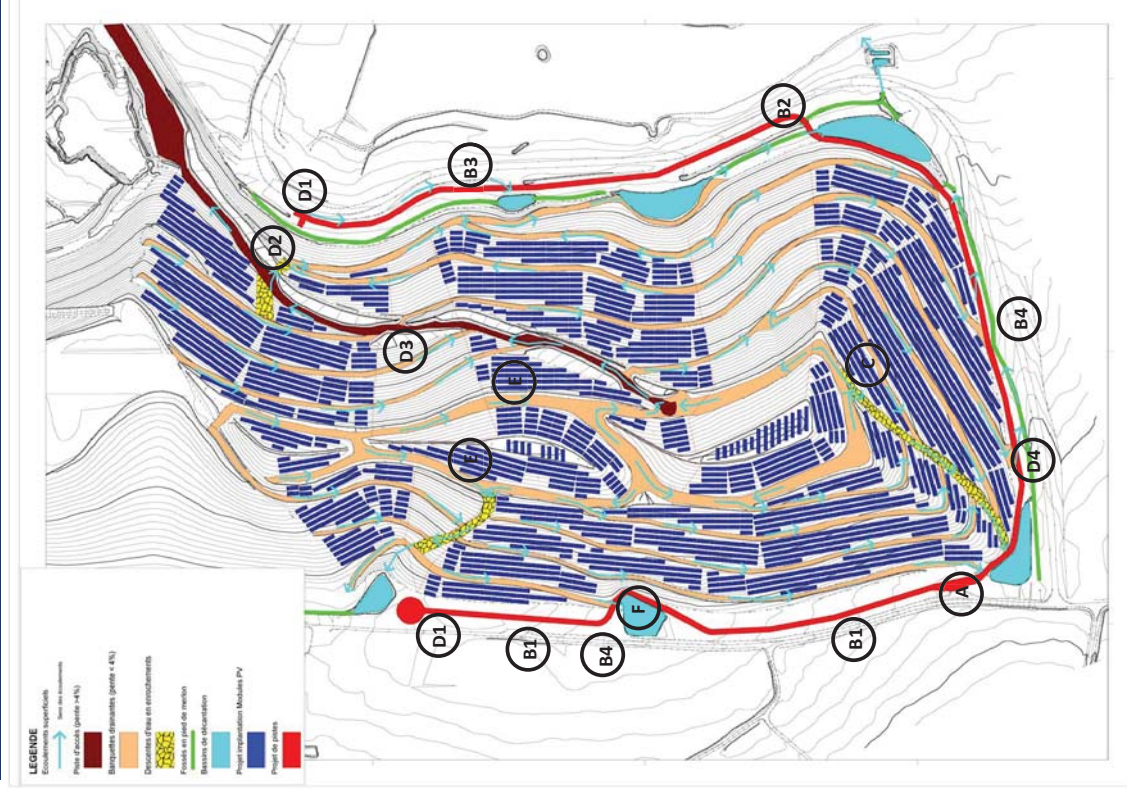 LEGENDE
Ecoulements superficiels
Sens des écoulements
Piste d'accès (pente >4%)
Banquettes drainantes (pente < 4%)
Descentes d'eau en enrochements
Fossés en pied de merlon
Bassins de décantation
Projet implantation Modules PV
Projet de pistes
D1
B1
B4
F
B1
A
E
E
D3
D2
D1
B3
B2
C
B4
D4